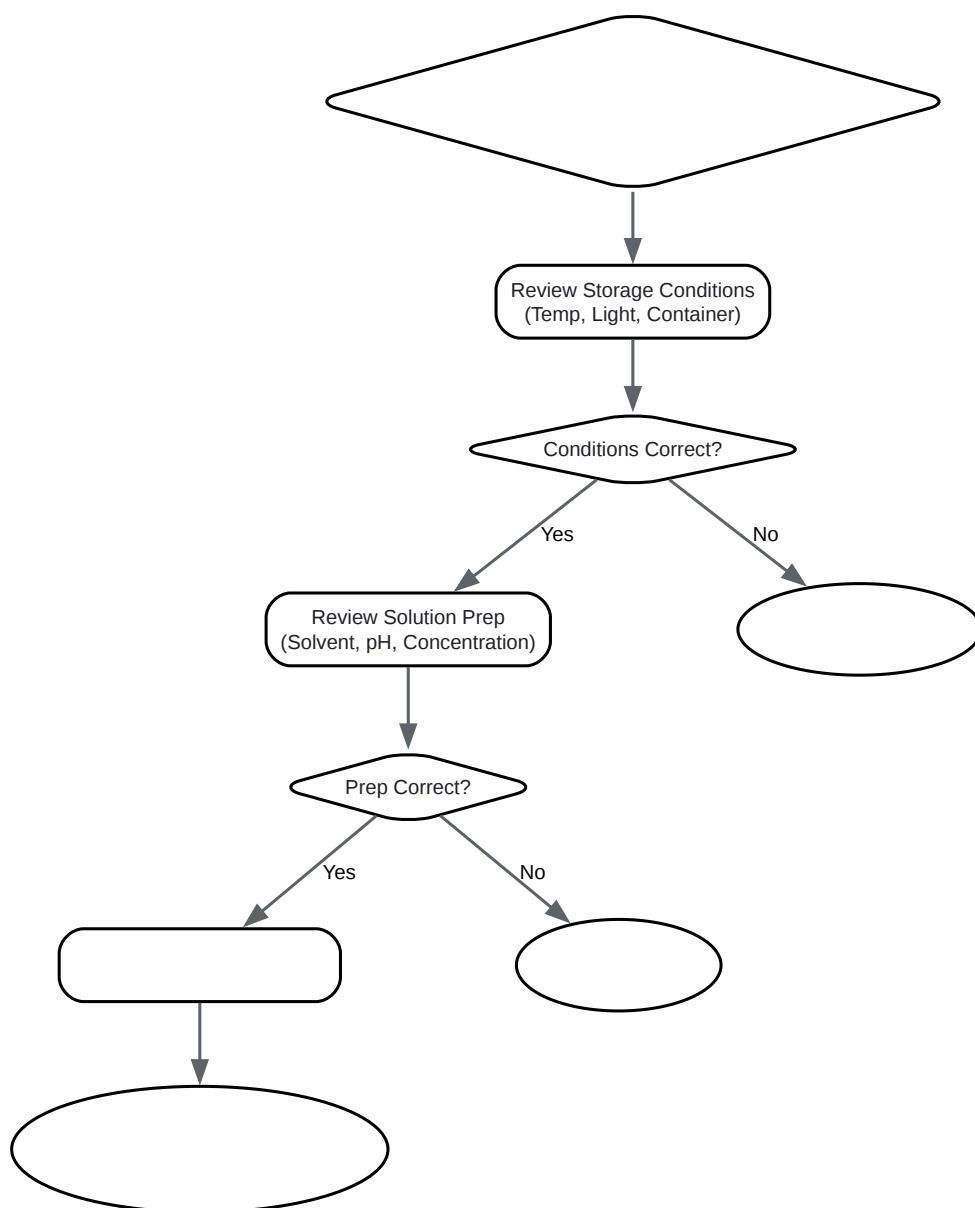 Review Storage Conditions
(Temp, Light, Container)
Conditions Correct?
Yes
No
Review Solution Prep
(Solvent, pH, Concentration)
Prep Correct?
Yes
No